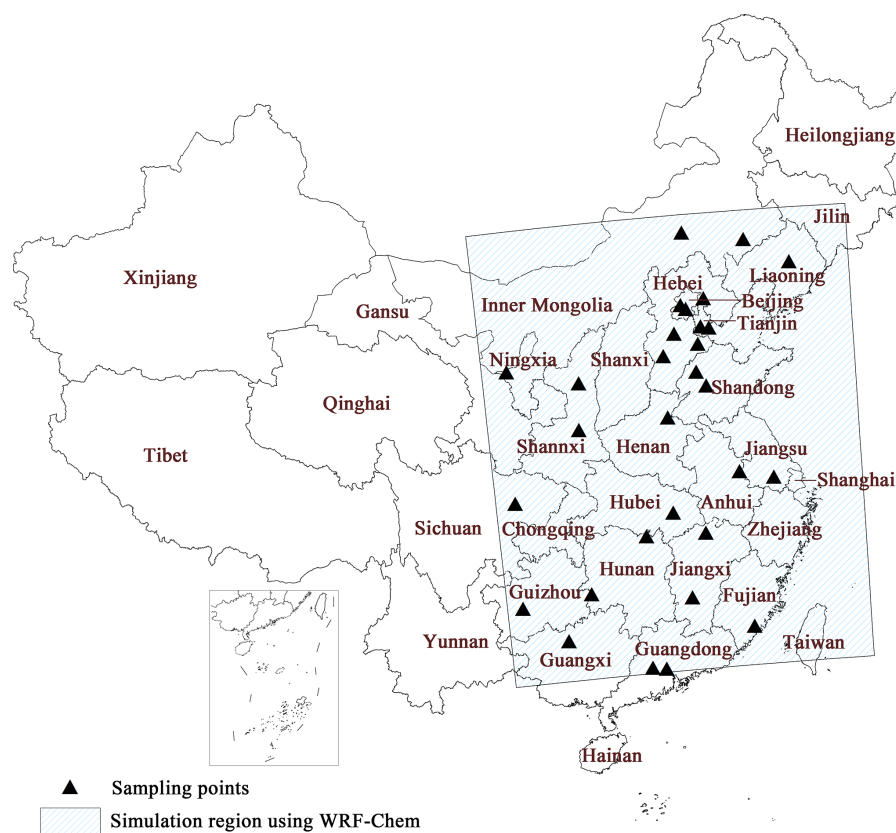 Heilongjiang
Jilin
Xinjiang
Liaoning
Hebei
Beijing
Inner Mongolia
Gansu
Tianjin
Ningxia
Shanxi
Shandong
Qinghai
Shannxi
Henan
Jiangsu
Tibet
Shanghai
Hubei
Anhui
Sichuan
Chongqing
Zhejiang
Hunan
Jiangxi
Guizhou
Fujian
Yunnan
Guangdong
Taiwan
Guangxi
Hainan
Sampling points
Simulation region using WRF-Chem